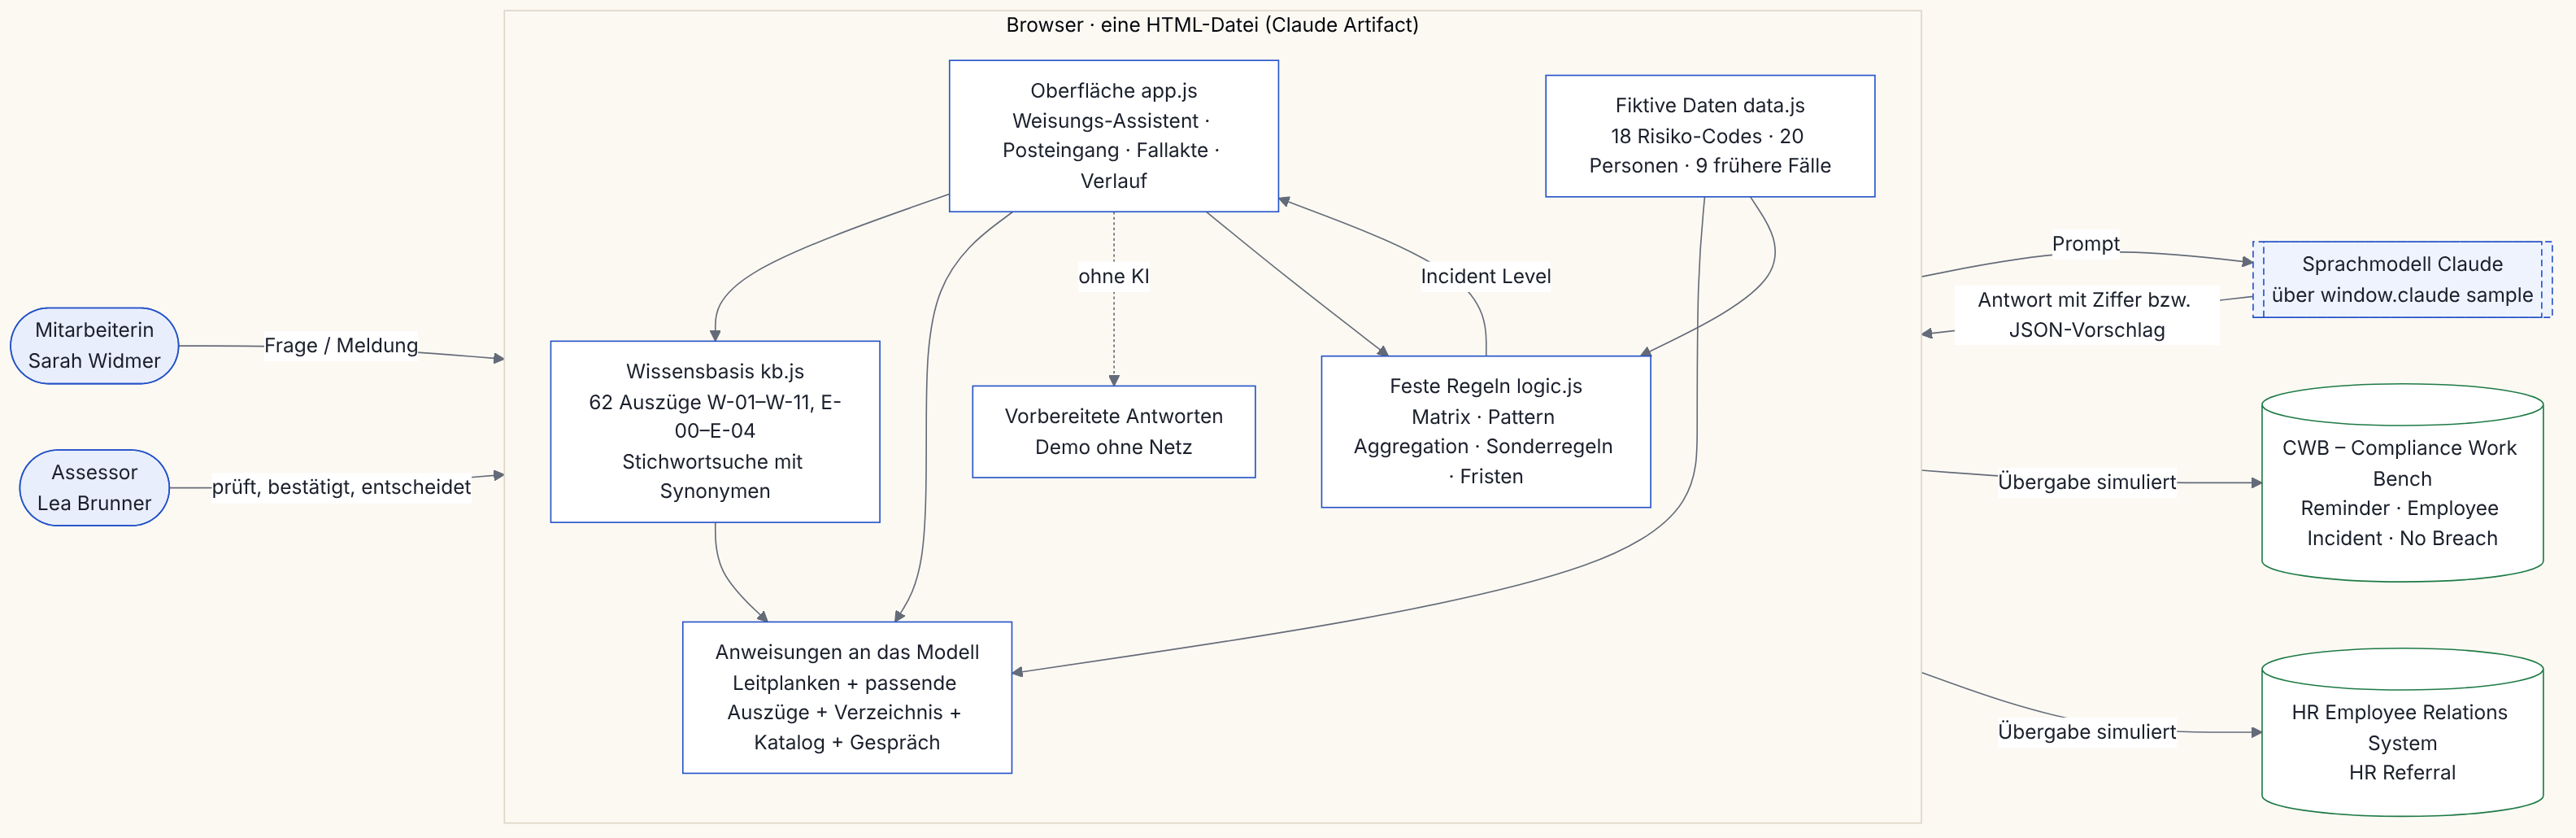 Browser · eine HTML-Datei (Claude Artifact)
Oberfläche app.js
Weisungs-Assistent ·
Posteingang · Fallakte ·
Verlauf
Fiktive Daten data.js
18 Risiko-Codes · 20
Personen · 9 frühere Fälle
Prompt
Sprachmodell Claude
über window.claude sample
Antwort mit Ziffer bzw.
JSON-Vorschlag
ohne KI
Incident Level
Mitarbeiterin
Sarah Widmer
Frage / Meldung
Wissensbasis kb.js
62 Auszüge W-01–W-11, E-
00–E-04
Stichwortsuche mit
Synonymen
Vorbereitete Antworten
Demo ohne Netz
Feste Regeln logic.js
Matrix · Pattern
Aggregation · Sonderregeln
· Fristen
Assessor
Lea Brunner
prüft, bestätigt, entscheidet
Übergabe simuliert
CWB – Compliance Work
Bench
Reminder · Employee
Incident · No Breach
Anweisungen an das Modell
Leitplanken + passende
Auszüge + Verzeichnis +
Katalog + Gespräch
Übergabe simuliert
HR Employee Relations
System
HR Referral